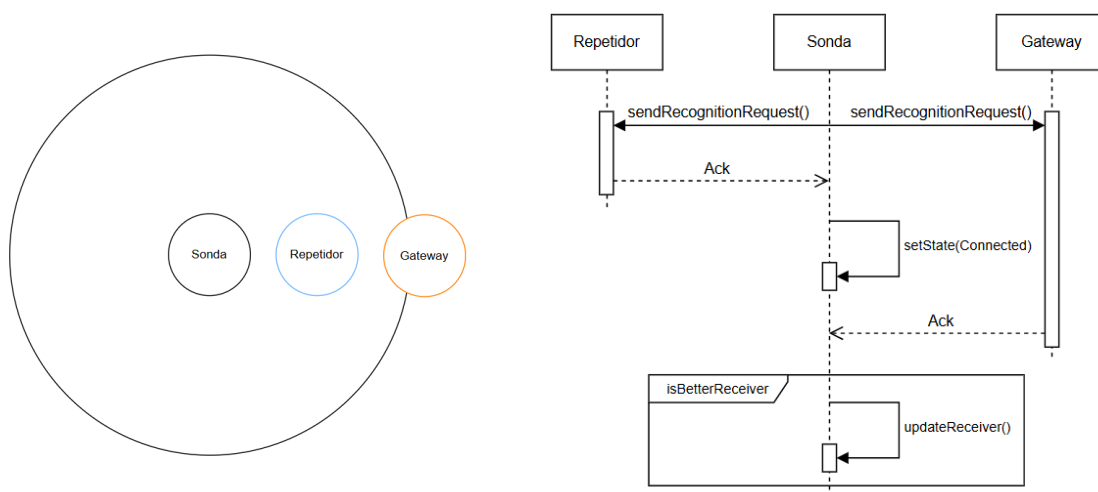 Sonda
Repetidor
Gateway
Repetidor
Sonda
Gateway
sendRecognitionRequest()
sendRecognitionRequest()
Ack
setState(Connected)
Ack
isBetterReceiver
updateReceiver()